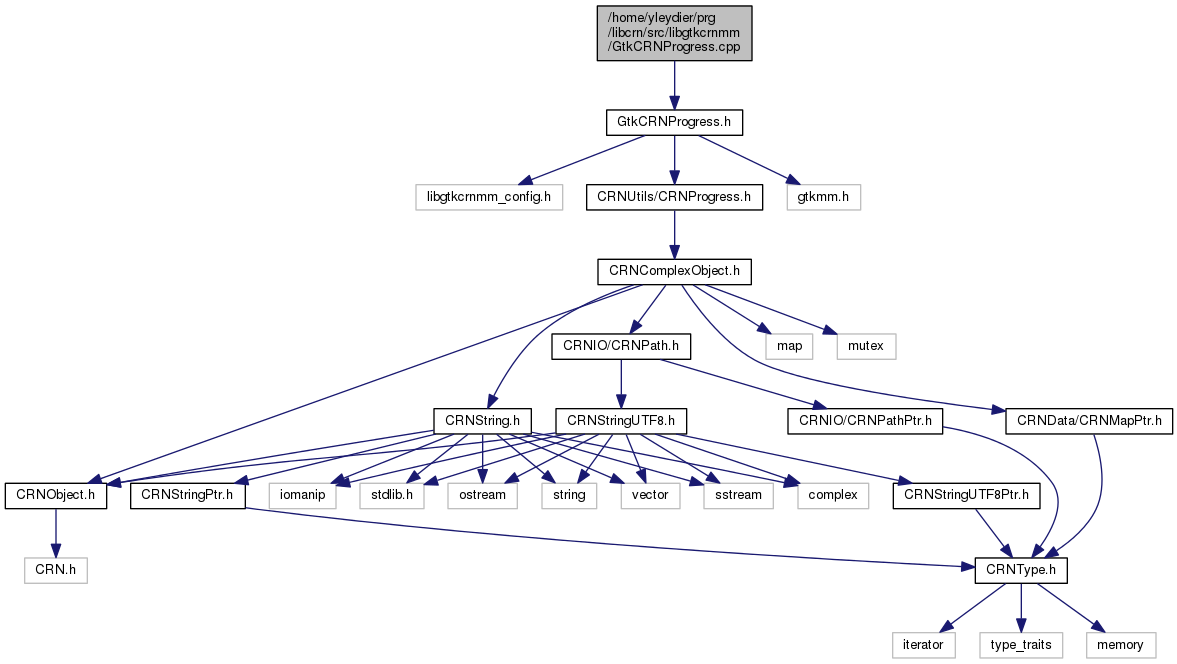 /home/yleydier/prg
/libcrn/src/libgtkcrnmm
/GtkCRNProgress.cpp
GtkCRNProgress.h
libgtkcrnmm_config.h
CRNUtils/CRNProgress.h
gtkmm.h
CRNComplexObject.h
CRNIO/CRNPath.h
map
mutex
CRNString.h
CRNStringUTF8.h
CRNIO/CRNPathPtr.h
CRNData/CRNMapPtr.h
CRNObject.h
CRNStringPtr.h
iomanip
stdlib.h
ostream
string
vector
sstream
complex
CRNStringUTF8Ptr.h
CRN.h
CRNType.h
iterator
type_traits
memory